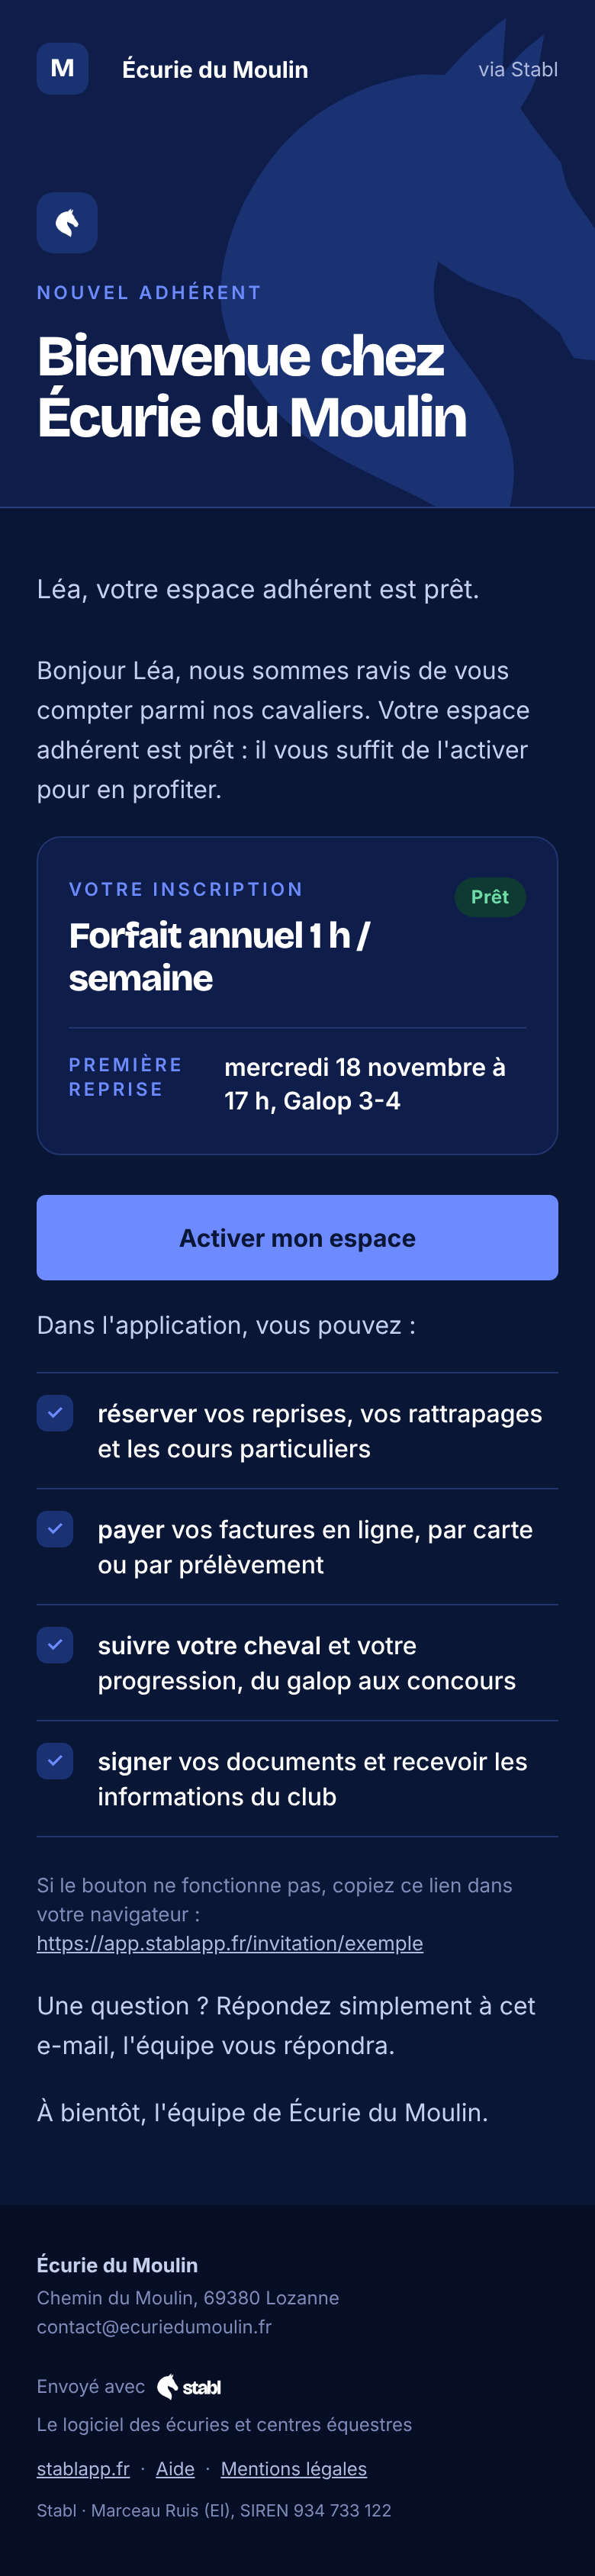 M
Écurie du Moulin
via Stabl
NOUVEL ADHÉRENT
Bienvenue chez
Écurie du Moulin
Léa, votre espace adhérent est prêt.
Bonjour Léa, nous sommes ravis de vous
compter parmi nos cavaliers. Votre espace
adhérent est prêt : il vous suffit de l'activer
pour en profiter.
VOTRE INSCRIPTION
Prêt
Forfait annuel 1 h /
semaine
PREMIÈRE
REPRISE
mercredi 18 novembre à
17 h, Galop 3-4
Activer mon espace
Dans l'application, vous pouvez :
réserver vos reprises, vos rattrapages
et les cours particuliers
payer vos factures en ligne, par carte
ou par prélèvement
suivre votre cheval et votre
progression, du galop aux concours
signer vos documents et recevoir les
informations du club
Si le bouton ne fonctionne pas, copiez ce lien dans
votre navigateur :
https://app.stablapp.fr/invitation/exemple
Une question ? Répondez simplement à cet
e-mail, l'équipe vous répondra.
À bientôt, l'équipe de Écurie du Moulin.
Écurie du Moulin
Chemin du Moulin, 69380 Lozanne
contact@ecuriedumoulin.fr
Envoyé avec stabl
Le logiciel des écuries et centres équestres
stablapp.fr · Aide · Mentions légales
Stabl · Marceau Ruis (EI), SIREN 934 733 122